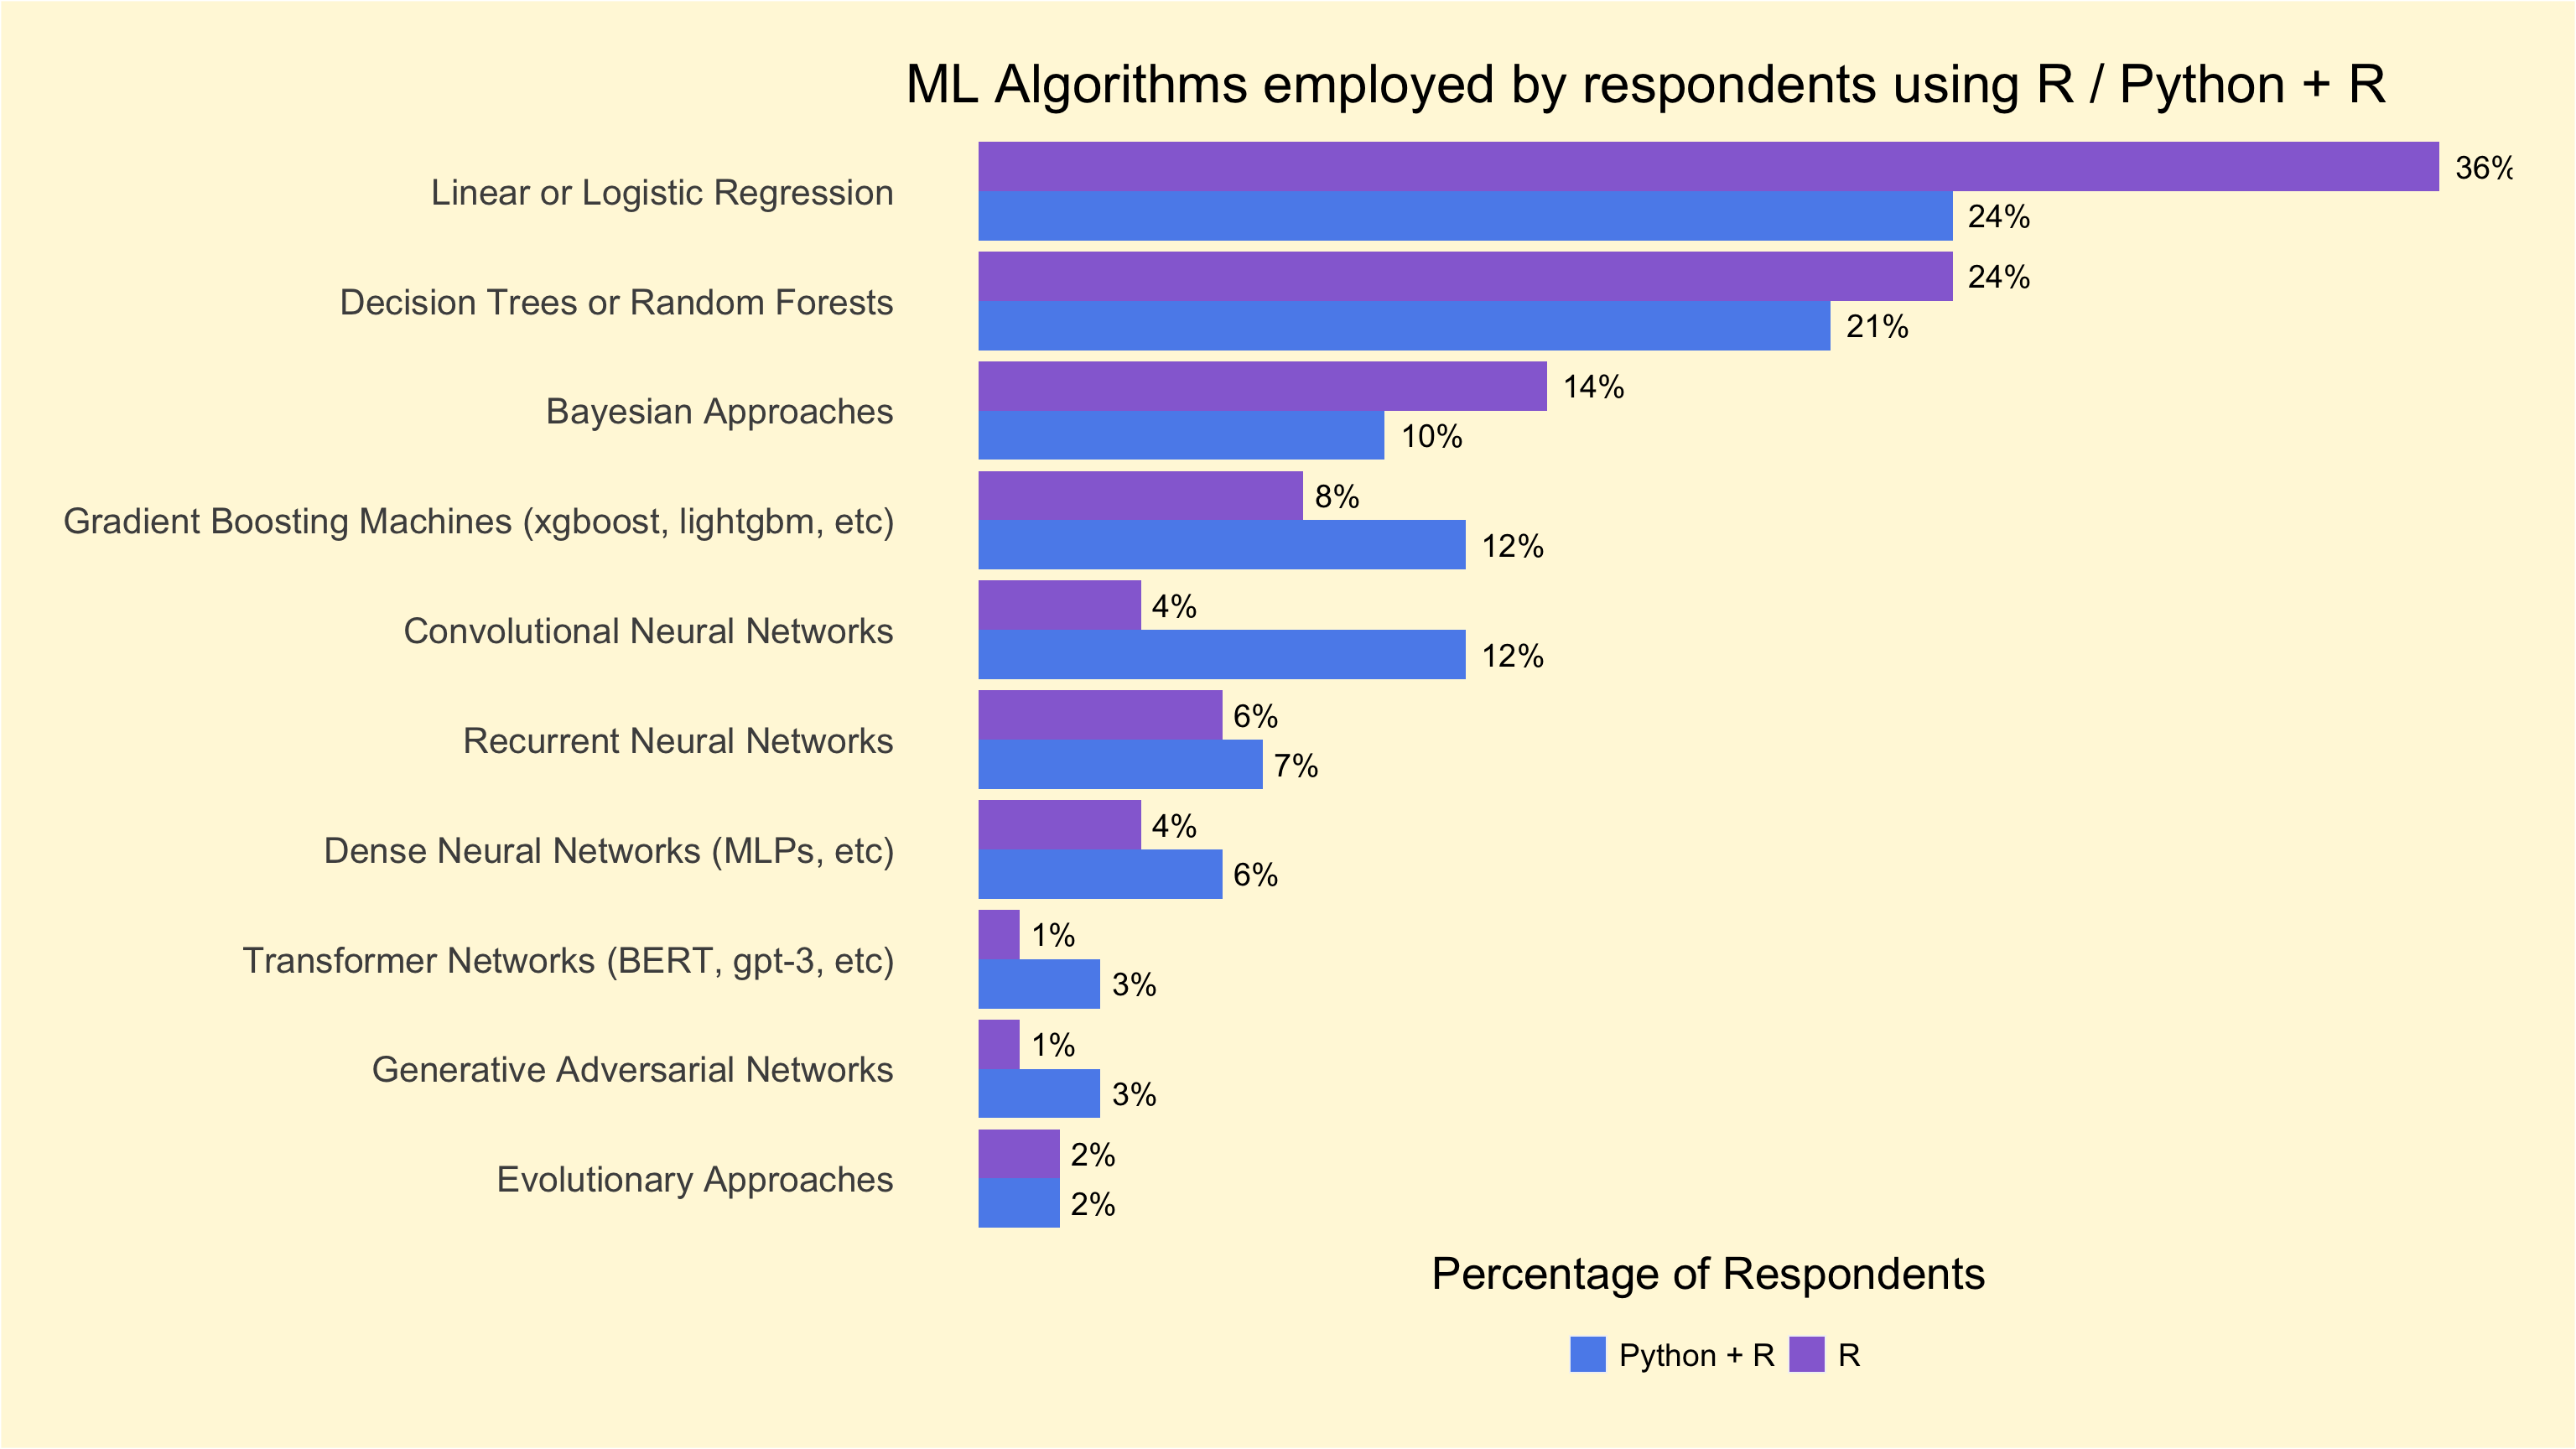 ML Algorithms employed by respondents using R / Python + R
Linear or Logistic Regression
36%
24%
Decision Trees or Random Forests
24%
21%
Bayesian Approaches
14%
10%
Gradient Boosting Machines (xgboost, lightgbm, etc)
8%
12%
Convolutional Neural Networks
4%
12%
Recurrent Neural Networks
6%
7%
Dense Neural Networks (MLPs, etc)
4%
6%
Transformer Networks (BERT, gpt-3, etc)
1%
3%
Generative Adversarial Networks
1%
3%
Evolutionary Approaches
2%
2%
Percentage of Respondents
Python + R
R